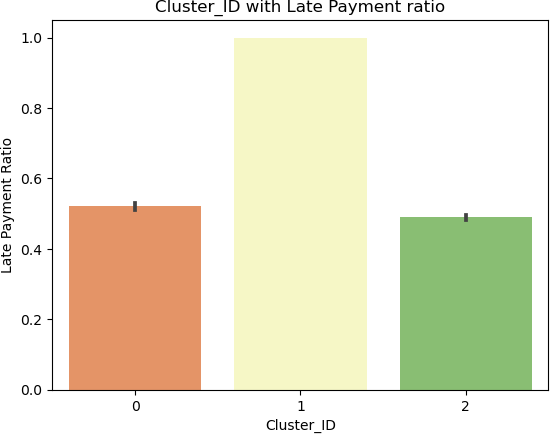 Cluster_ID with Late Payment ratio
1.0
0.8
0.6
0.4
0.2
0.0
Late Payment Ratio
0 1 2
Cluster_ID